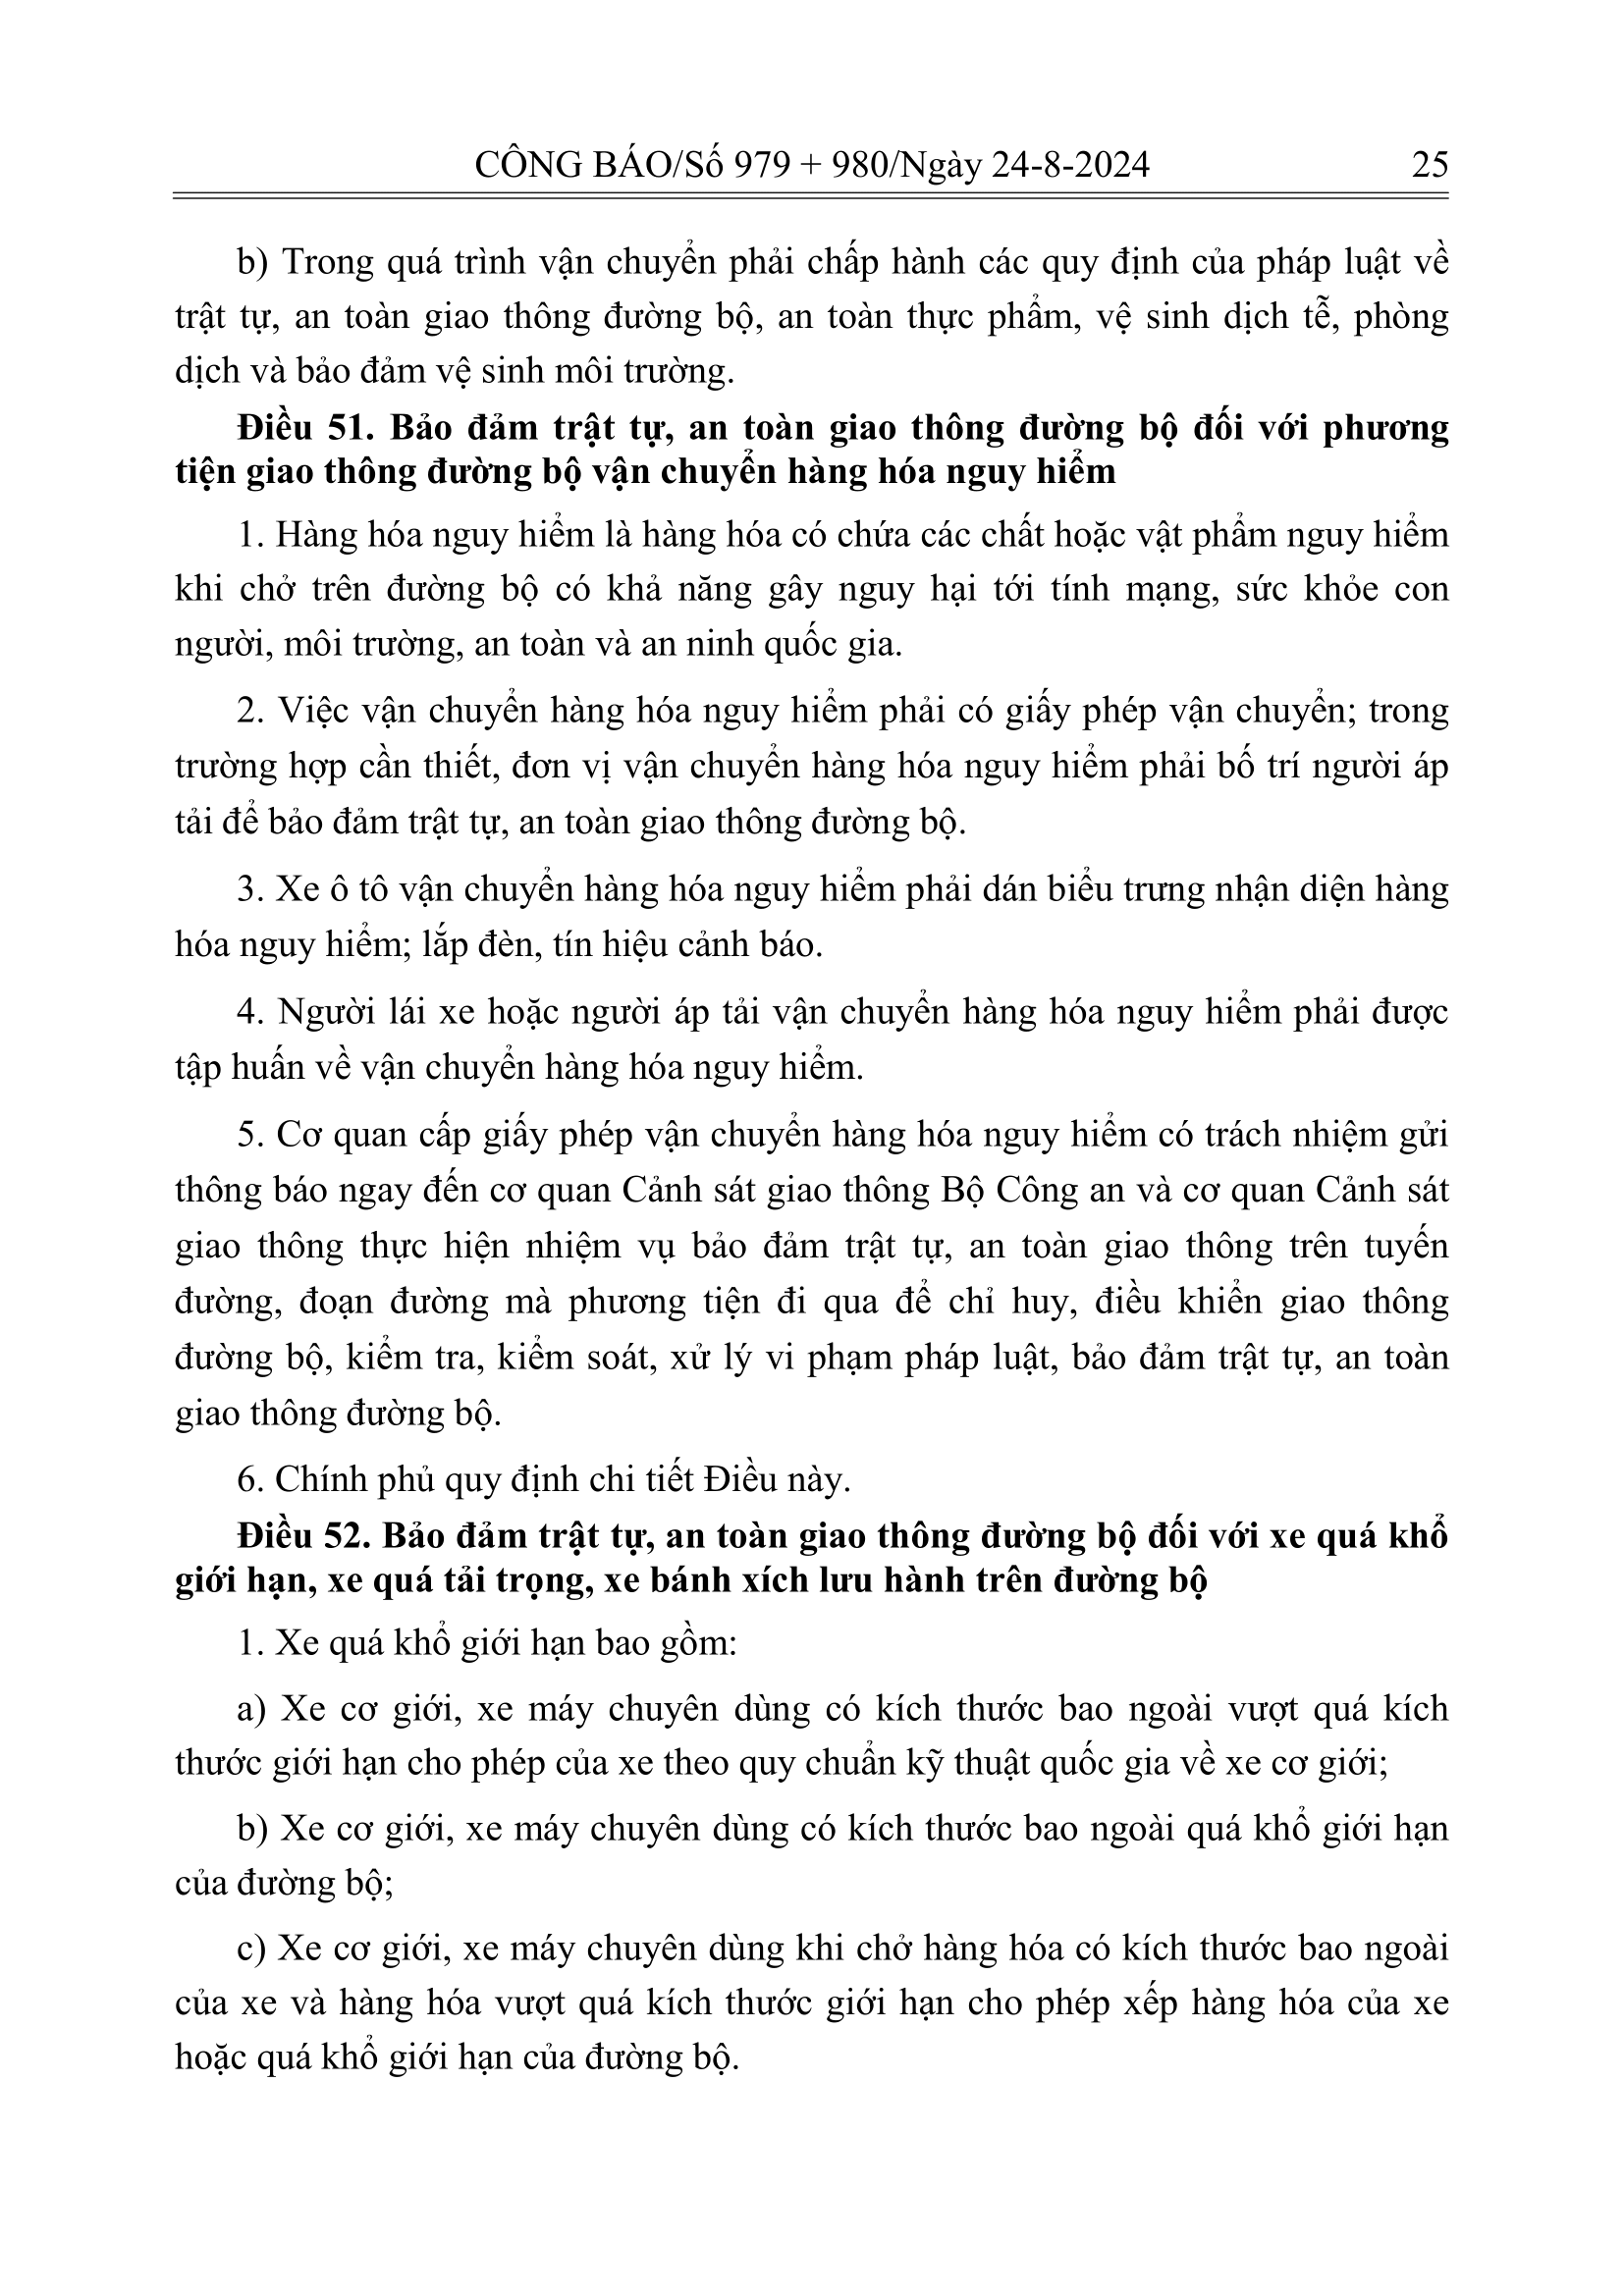 CÔNG BÁO/Số 979 + 980/Ngày 24-8-2024 25
b) Trong quá trình vận chuyển phải chấp hành các quy định của pháp luật về
trật tự, an toàn giao thông đường bộ, an toàn thực phẩm, vệ sinh dịch tễ, phòng
dịch và bảo đảm vệ sinh môi trường.
Điều 51. Bảo đảm trật tự, an toàn giao thông đường bộ đối với phương
tiện giao thông đường bộ vận chuyển hàng hóa nguy hiểm
1. Hàng hóa nguy hiểm là hàng hóa có chứa các chất hoặc vật phẩm nguy hiểm
khi chở trên đường bộ có khả năng gây nguy hại tới tính mạng, sức khỏe con
người, môi trường, an toàn và an ninh quốc gia.
2. Việc vận chuyển hàng hóa nguy hiểm phải có giấy phép vận chuyển; trong
trường hợp cần thiết, đơn vị vận chuyển hàng hóa nguy hiểm phải bố trí người áp
tải để bảo đảm trật tự, an toàn giao thông đường bộ.
3. Xe ô tô vận chuyển hàng hóa nguy hiểm phải dán biểu trưng nhận diện hàng
hóa nguy hiểm; lắp đèn, tín hiệu cảnh báo.
4. Người lái xe hoặc người áp tải vận chuyển hàng hóa nguy hiểm phải được
tập huấn về vận chuyển hàng hóa nguy hiểm.
5. Cơ quan cấp giấy phép vận chuyển hàng hóa nguy hiểm có trách nhiệm gửi
thông báo ngay đến cơ quan Cảnh sát giao thông Bộ Công an và cơ quan Cảnh sát
giao thông thực hiện nhiệm vụ bảo đảm trật tự, an toàn giao thông trên tuyến
đường, đoạn đường mà phương tiện đi qua để chỉ huy, điều khiển giao thông
đường bộ, kiểm tra, kiểm soát, xử lý vi phạm pháp luật, bảo đảm trật tự, an toàn
giao thông đường bộ.
6. Chính phủ quy định chi tiết Điều này.
Điều 52. Bảo đảm trật tự, an toàn giao thông đường bộ đối với xe quá khổ
giới hạn, xe quá tải trọng, xe bánh xích lưu hành trên đường bộ
1. Xe quá khổ giới hạn bao gồm:
a) Xe cơ giới, xe máy chuyên dùng có kích thước bao ngoài vượt quá kích
thước giới hạn cho phép của xe theo quy chuẩn kỹ thuật quốc gia về xe cơ giới;
b) Xe cơ giới, xe máy chuyên dùng có kích thước bao ngoài quá khổ giới hạn
của đường bộ;
c) Xe cơ giới, xe máy chuyên dùng khi chở hàng hóa có kích thước bao ngoài
của xe và hàng hóa vượt quá kích thước giới hạn cho phép xếp hàng hóa của xe
hoặc quá khổ giới hạn của đường bộ.